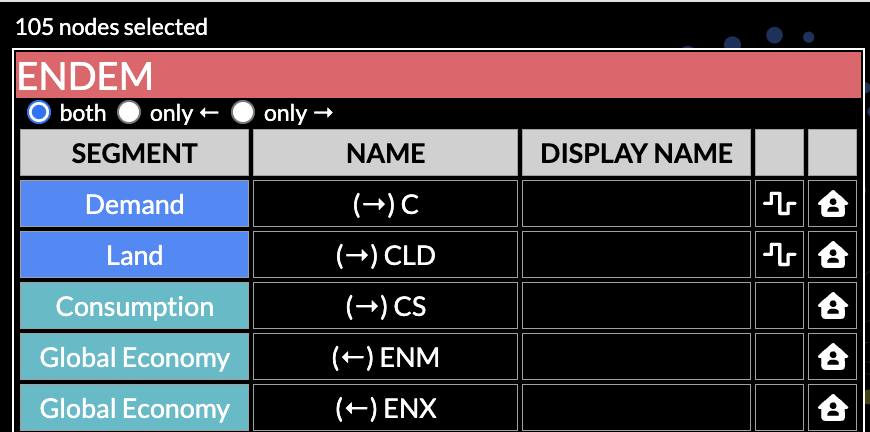 105 nodes selected
ENDEM
both only ← only →
SEGMENT NAME DISPLAY NAME
Demand (→) C
Land (→) CLD
Consumption (→) CS
Global Economy (←) ENM
Global Economy (←) ENX